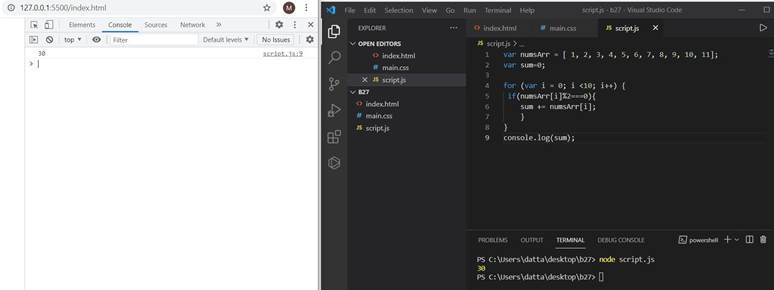 127.0.0.1:5500/index.html
M
Elements Console Sources Network »
top Filter Default levels No Issues
30 script.js:9
>
File Edit Selection View Go Run Terminal Help script.js - b27 - Visual Studio Code
EXPLORER ...
OPEN EDITORS
<> index.html
# main.css
× JS script.js
B27
<> index.html
# main.css
JS script.js
<> index.html # main.css JS script.js ×
JS script.js > ...
1 var numsArr = [ 1, 2, 3, 4, 5, 6, 7, 8, 9, 10, 11];
2 var sum=0;
3
4 for (var i = 0; i <10; i++) {
5 if(numsArr[i]%2===0){
6 sum += numsArr[i];
7 }
8 }
9 console.log(sum);
PROBLEMS OUTPUT TERMINAL DEBUG CONSOLE powershell
PS C:\Users\datta\desktop\b27> node script.js
30
PS C:\Users\datta\desktop\b27>